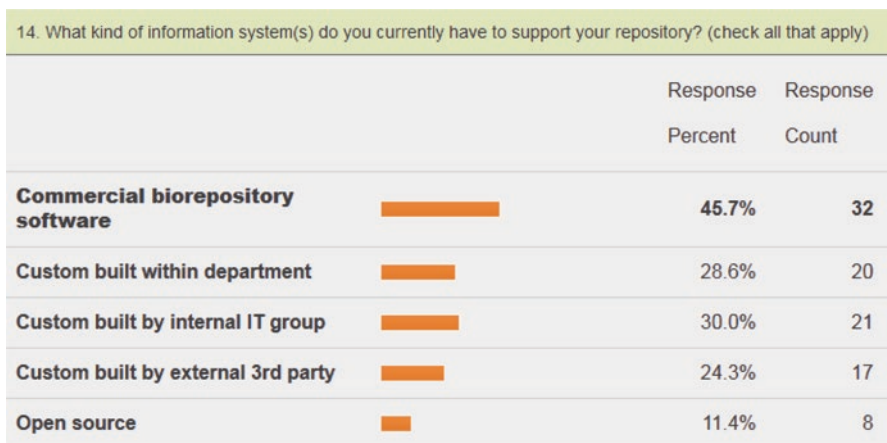 14. What kind of information system(s) do you currently have to support your repository? (check all that apply)
Response Response
Percent Count
Commercial biorepository
software 45.7% 32
Custom built within department 28.6% 20
Custom built by internal IT group 30.0% 21
Custom built by external 3rd party 24.3% 17
Open source 11.4% 8